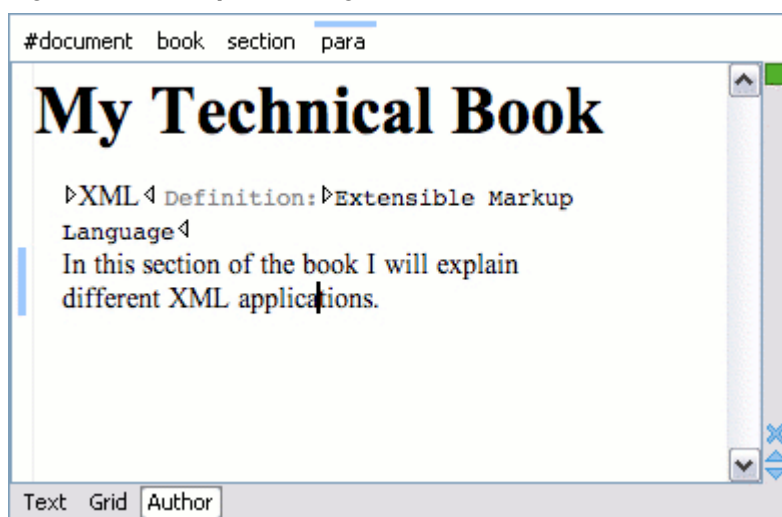 #document book section para
My Technical Book
XML Definition: Extensible Markup
Language
In this section of the book I will explain
different XML applications.
Text Grid Author